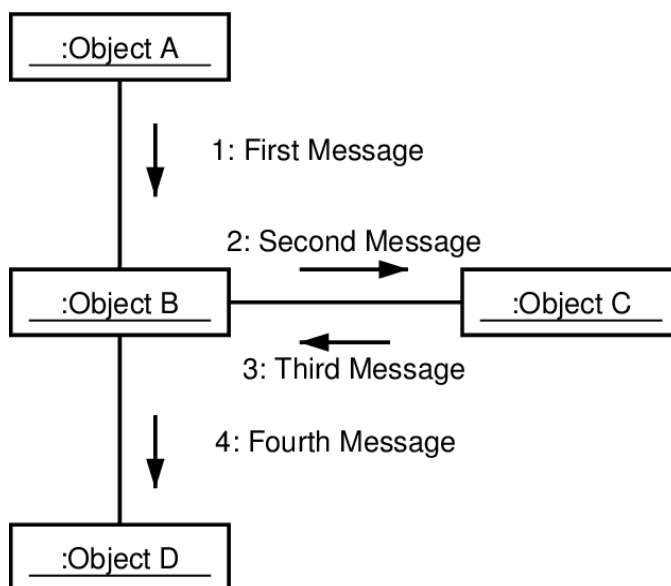 :Object A
1: First Message
2: Second Message
:Object B
:Object C
3: Third Message
4: Fourth Message
:Object D